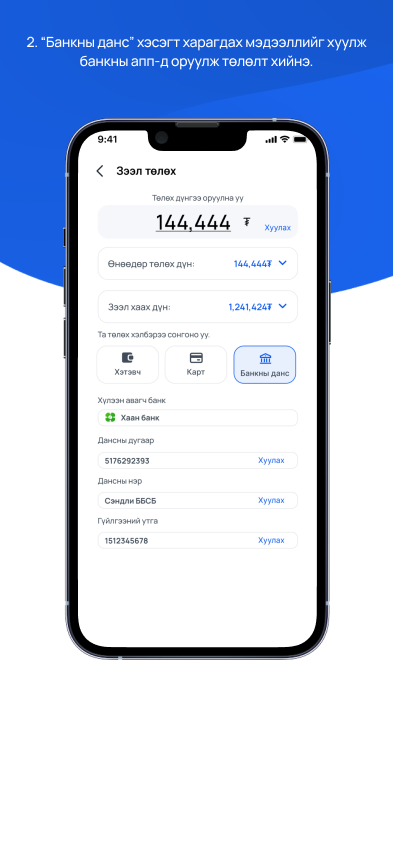 2. “Банкны данс” хэсэгт харагдах мэдээллийг хуулж
банкны апп-д оруулж төлөлт хийнэ.
9:41
Зээл төлөх
Төлөх дүнгээ оруулна уу
144,444 ₮ Хуулах
Өнөөдөр төлөх дүн: 144,444₮
Зээл хаах дүн: 1,241,424₮
Та төлөх хэлбэрээ сонгоно уу.
Хэтэвч Карт Банкны данс
Хүлээн авагч банк
Хаан банк
Дансны дугаар
5176292393 Хуулах
Дансны нэр
Сэндли ББСБ Хуулах
Гүйлгээний утга
1512345678 Хуулах